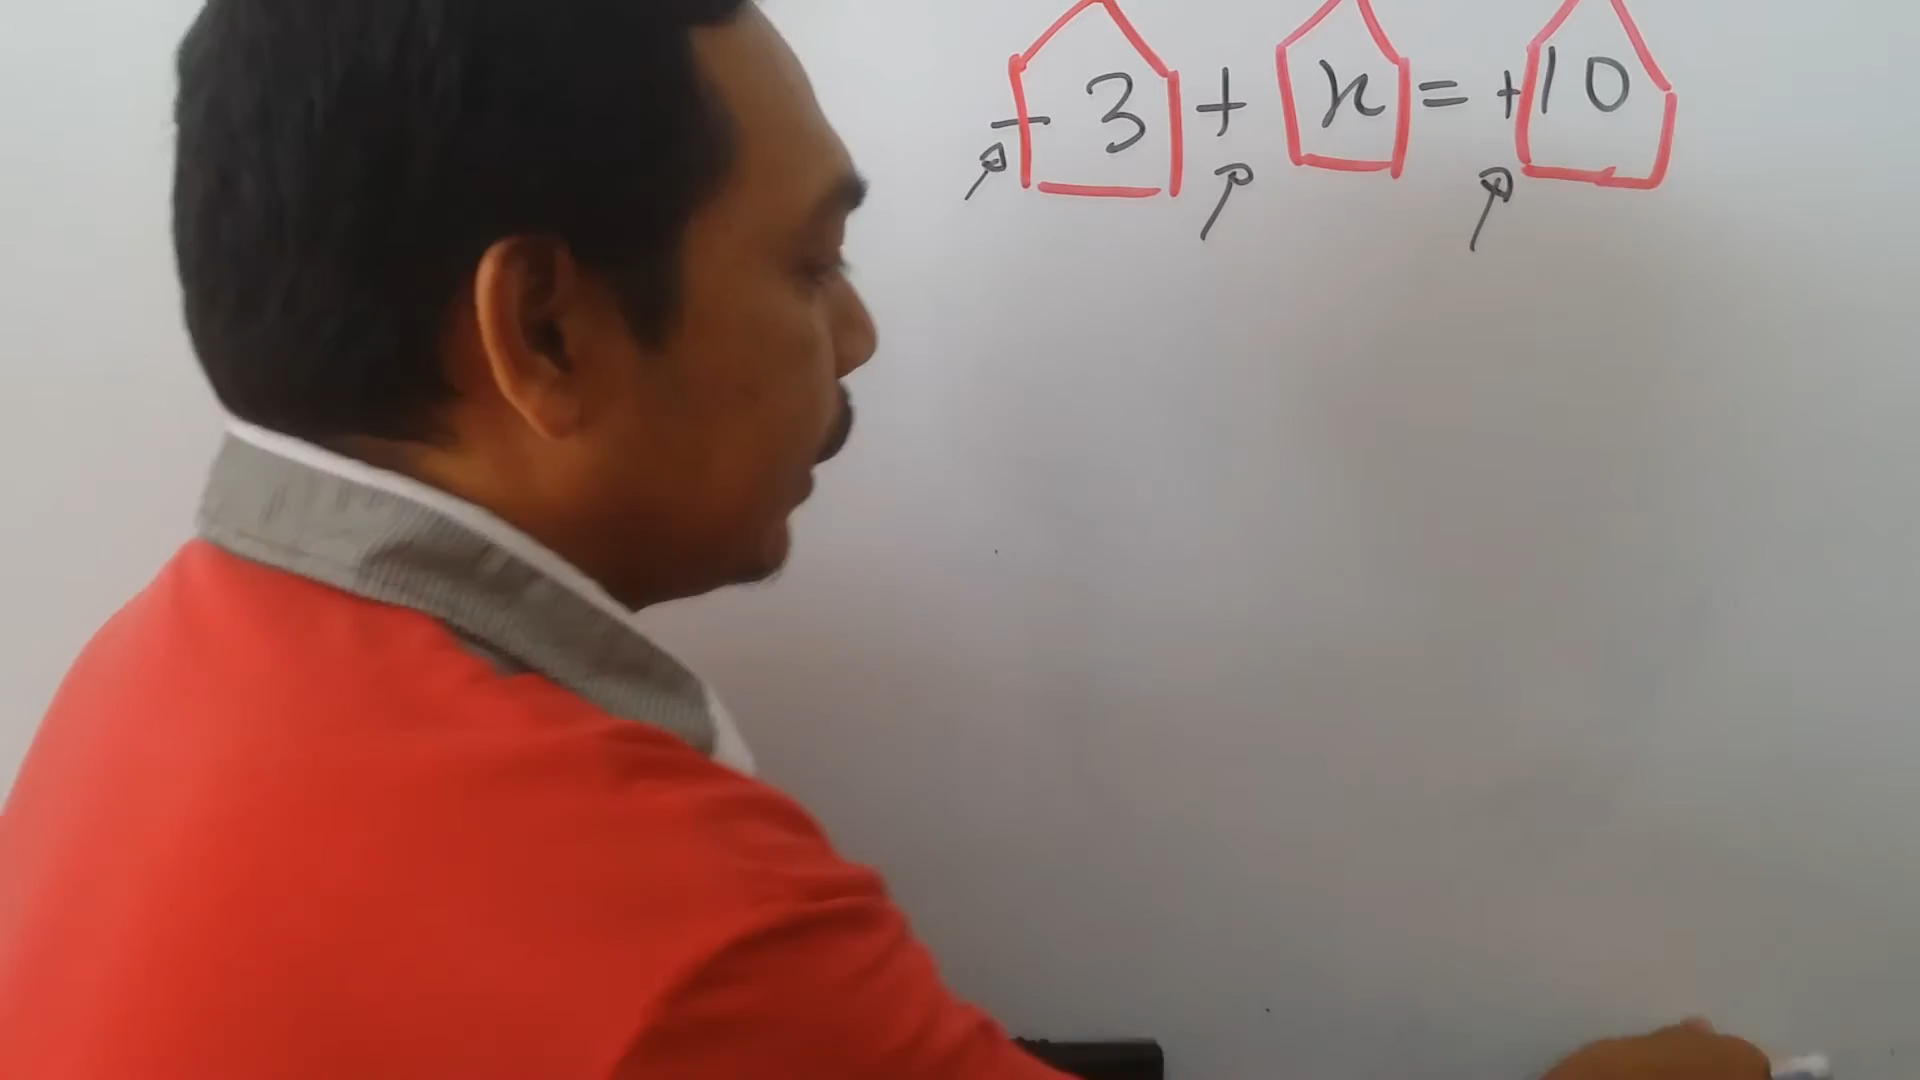 -3 + x = +10